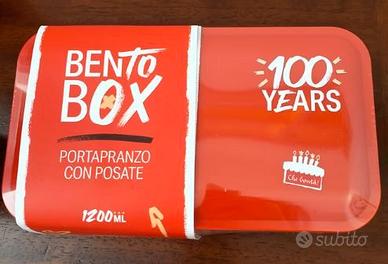 BENTO
BOX
PORTAPRANZO
CON POSATE
1200ML
100
YEARS
subito